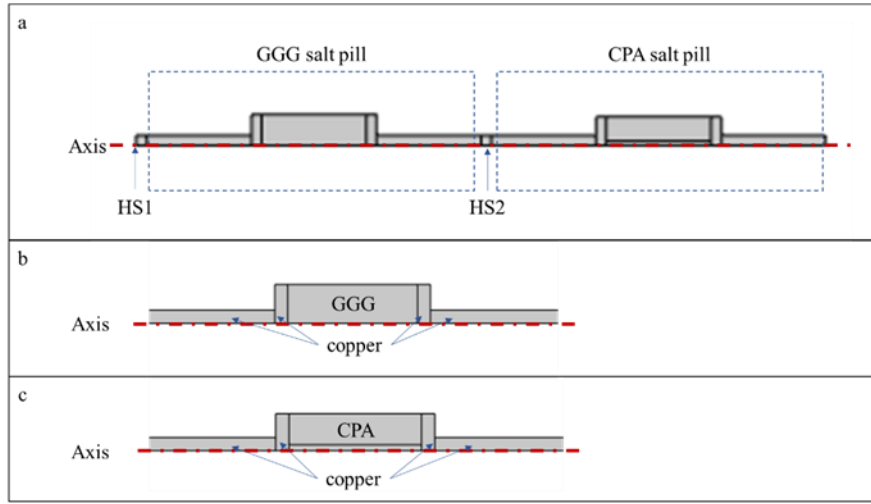 a
GGG salt pill
CPA salt pill
Axis
HS1
HS2
b
GGG
Axis
copper
c
CPA
Axis
copper